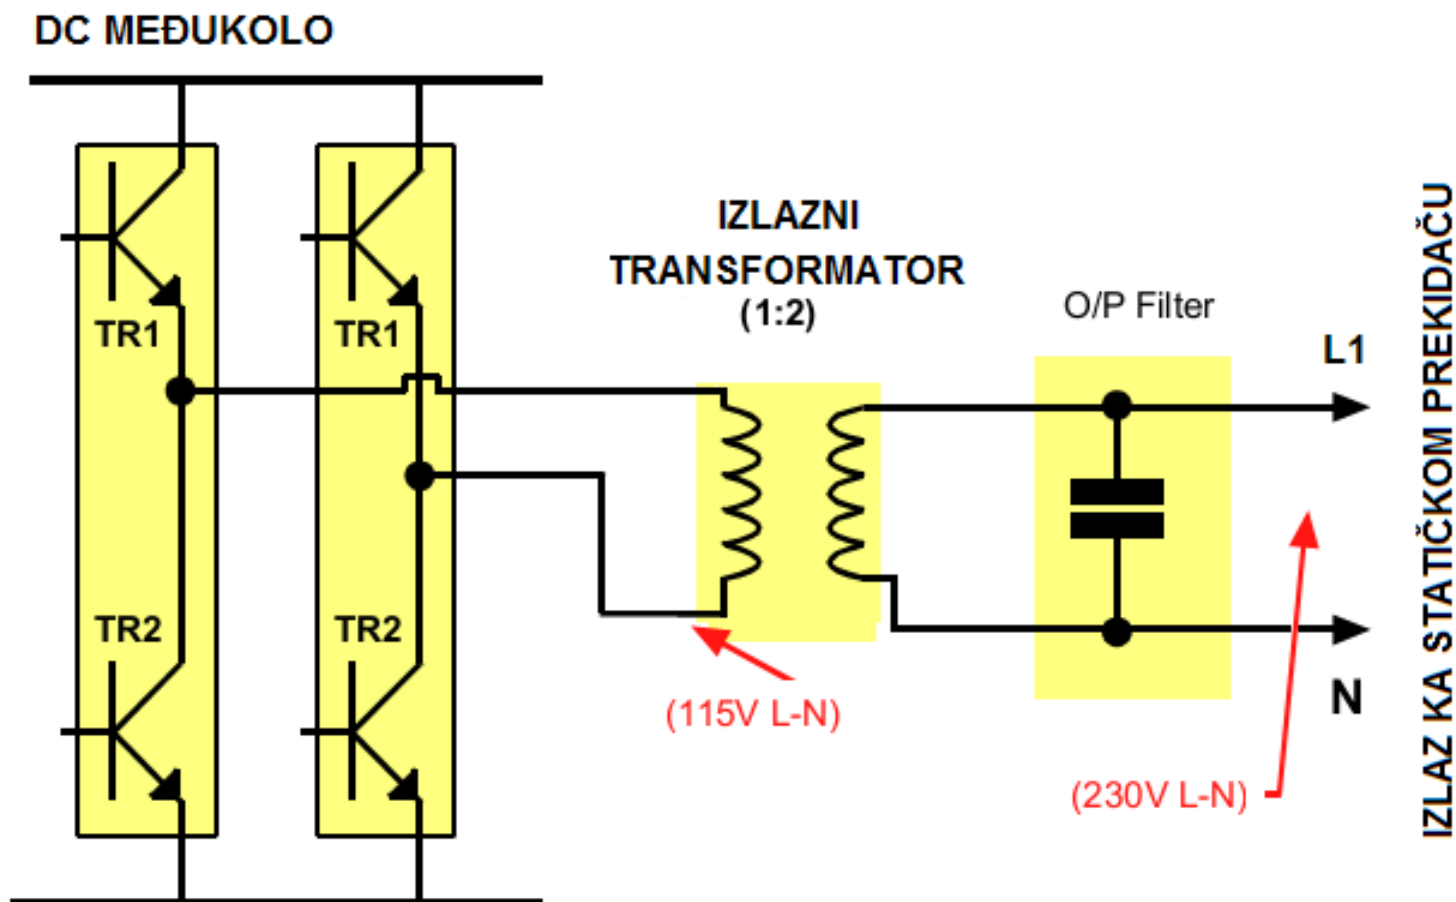 DC MEĐUKOLO
IZLAZNI
TRANSFORMATOR
(1:2)
O/P Filter
L1
TR1
TR1
TR2
TR2
(115V L-N)
N
(230V L-N)
IZLAZ KA STATIČKOM PREKIDAČU